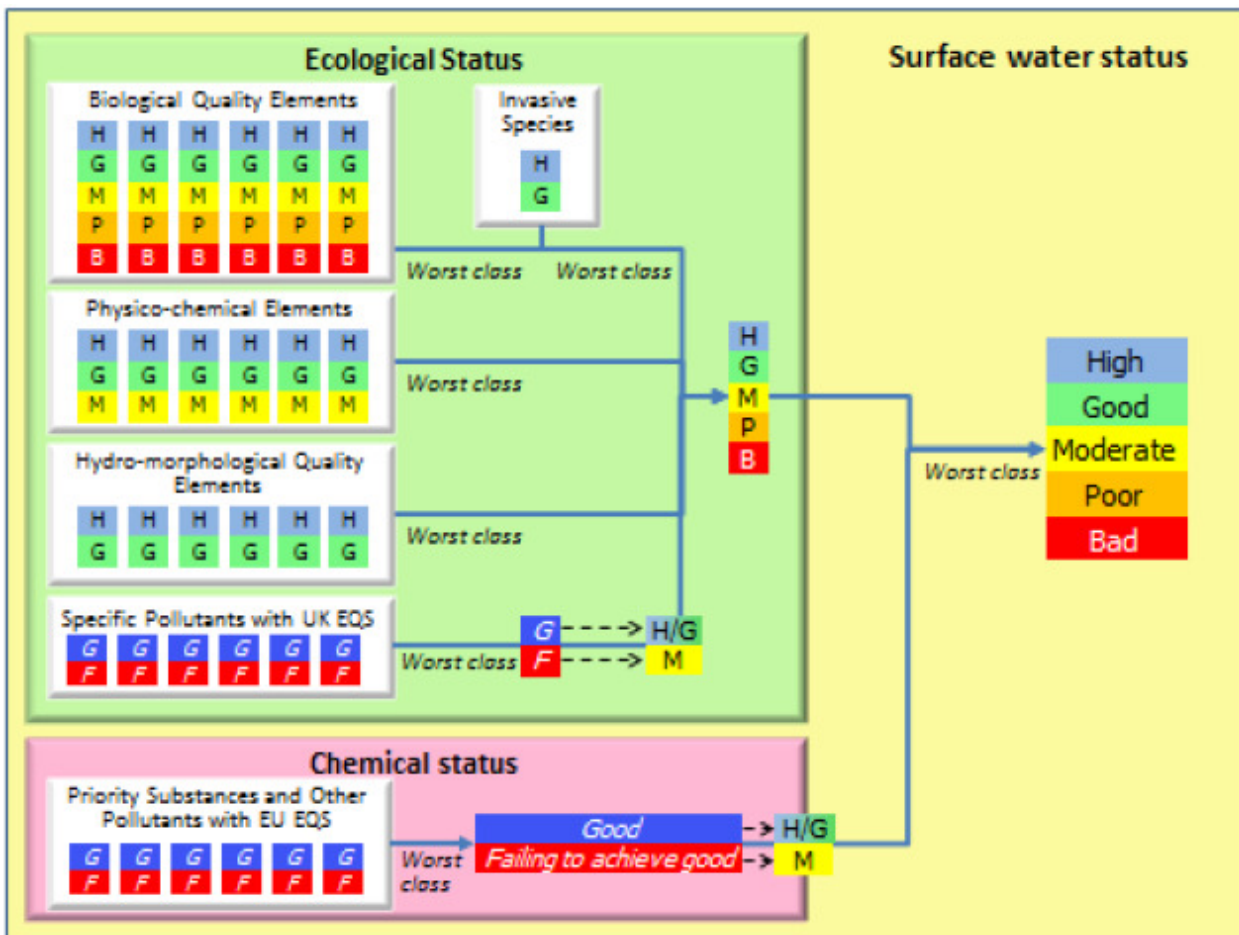 Surface water status
Ecological Status
Biological Quality Elements
H H H H H H
G G G G G G
M M M M M M
P P P P P P
B B B B B B
Invasive
Species
H
G
Worst class
Worst class
Physico-chemical Elements
H H H H H H
G G G G G G
M M M M M M
Worst class
Hydro-morphological Quality
Elements
H H H H H H
G G G G G G
Worst class
Specific Pollutants with UK EQS
G G G G G G
F F F F F F
Worst class
G
F
H/G
M
H
G
M
P
B
Chemical status
Priority Substances and Other
Pollutants with EU EQS
G G G G G G
F F F F F F
Worst
class
Good
Failing to achieve good
H/G
M
Worst class
High
Good
Moderate
Poor
Bad